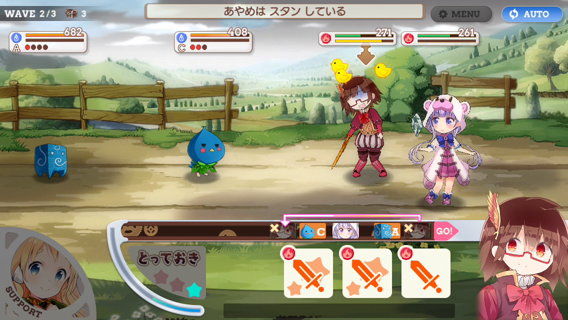 WAVE 2/3 3
あやめは スタン している
MENU
AUTO
682
A
408
C
271
261
C
A
GO!
とっておき
SUPPORT